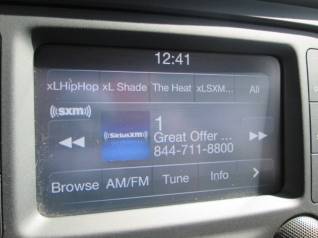 12:41
xLHipHop xL Shade The Heat xLSXM... All
((sxm))
((SiriusXM))
1
Great Offer ...
844-711-8800
Browse AM/FM Tune Info >